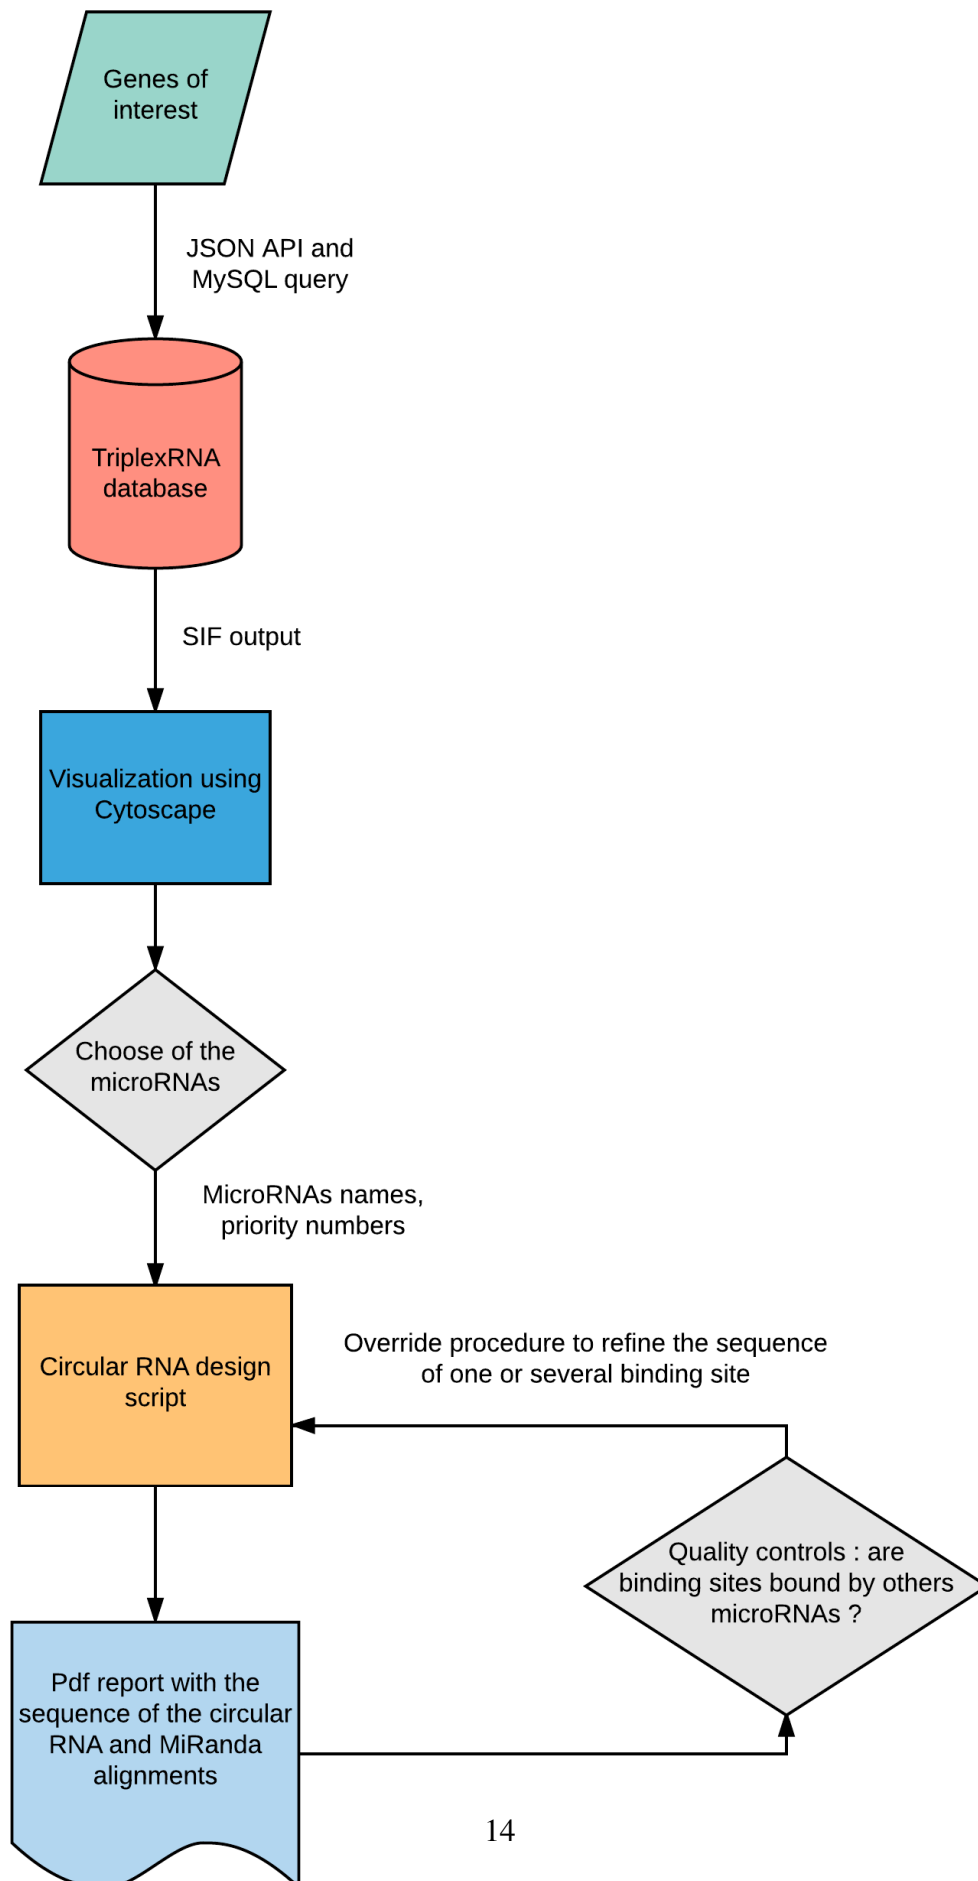 Genes of
interest
JSON API and
MySQL query
TriplexRNA
database
SIF output
Visualization using
Cytoscape
Choose of the
microRNAs
MicroRNAs names,
priority numbers
Circular RNA design
script
Override procedure to refine the sequence
of one or several binding site
Quality controls : are
binding sites bound by others
microRNAs ?
Pdf report with the
sequence of the circular
RNA and MiRanda
alignments
14